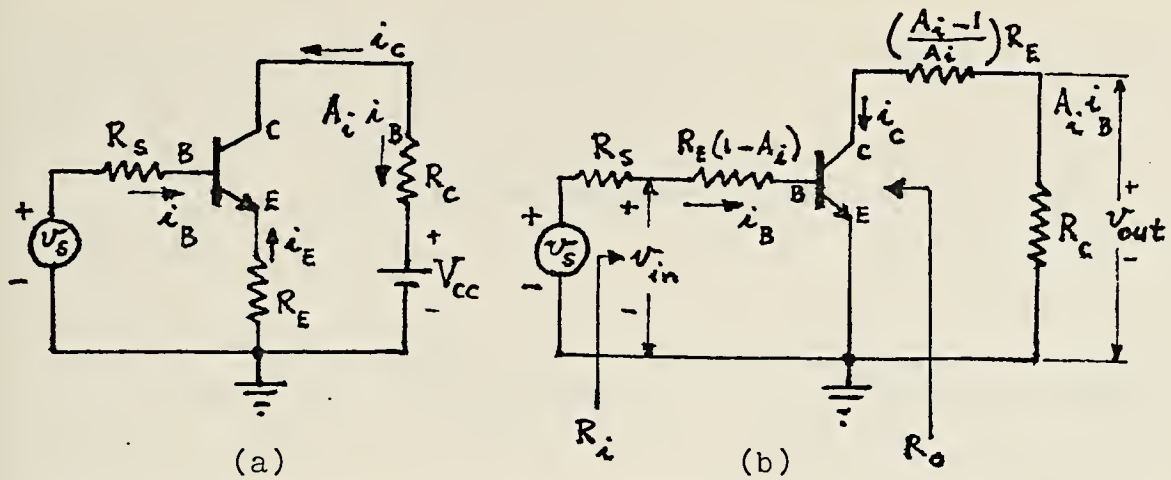 i_C
A_i i_B
R_S
B
C
E
i_B
i_E
R_C
R_E
V_CC
v_S
+
-
+
-
(a)
(A_i-1/A_i)R_E
i_C
A_i i_B
R_S
R_E(1-A_i)
B
C
E
i_B
v_S
+
-
+
v_in
-
R_C
+
v_out
-
R_i
R_o
(b)